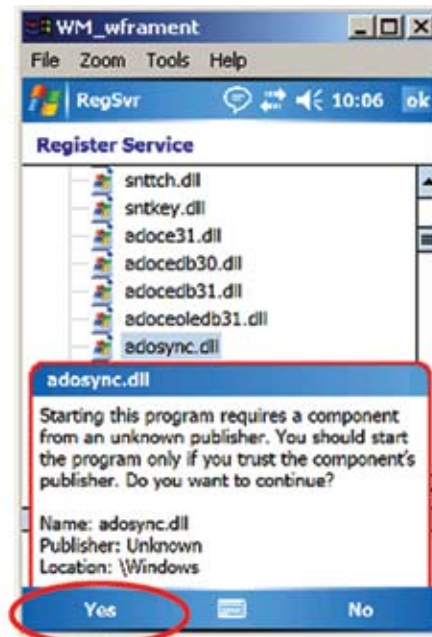 WM_wframent
File Zoom Tools Help
RegSvr 10:06 ok
Register Service
snttch.dll
sntkey.dll
adoce31.dll
adocedb30.dll
adocedb31.dll
adoceoledb31.dll
adosync.dll
adosync.dll
Starting this program requires a component
from an unknown publisher. You should start
the program only if you trust the component's
publisher. Do you want to continue?
Name: adosync.dll
Publisher: Unknown
Location: \Windows
Yes No